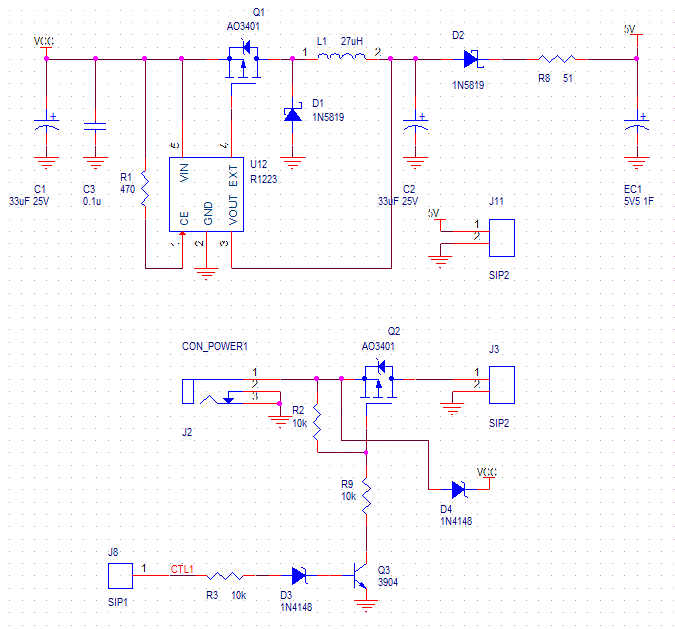 Q1
AO3401
VCC
L1 27uH
1 2
D2
1N5819
R8 51
5V
D1
1N5819
5 4
U12
R1223
VIN
EXT
CE
GND
VOUT
1 2 3
R1
470
C1
33uF 25V
C3
0.1u
C2
33uF 25V
EC1
5V5 1F
J11
5V
1
2
SIP2
Q2
AO3401
CON_POWER1
1
2
3
J2
R2
10k
J3
1
2
SIP2
R9
10k
VCC
D4
1N4148
J8
1
CTL1
SIP1
R3 10k
D3
1N4148
Q3
3904